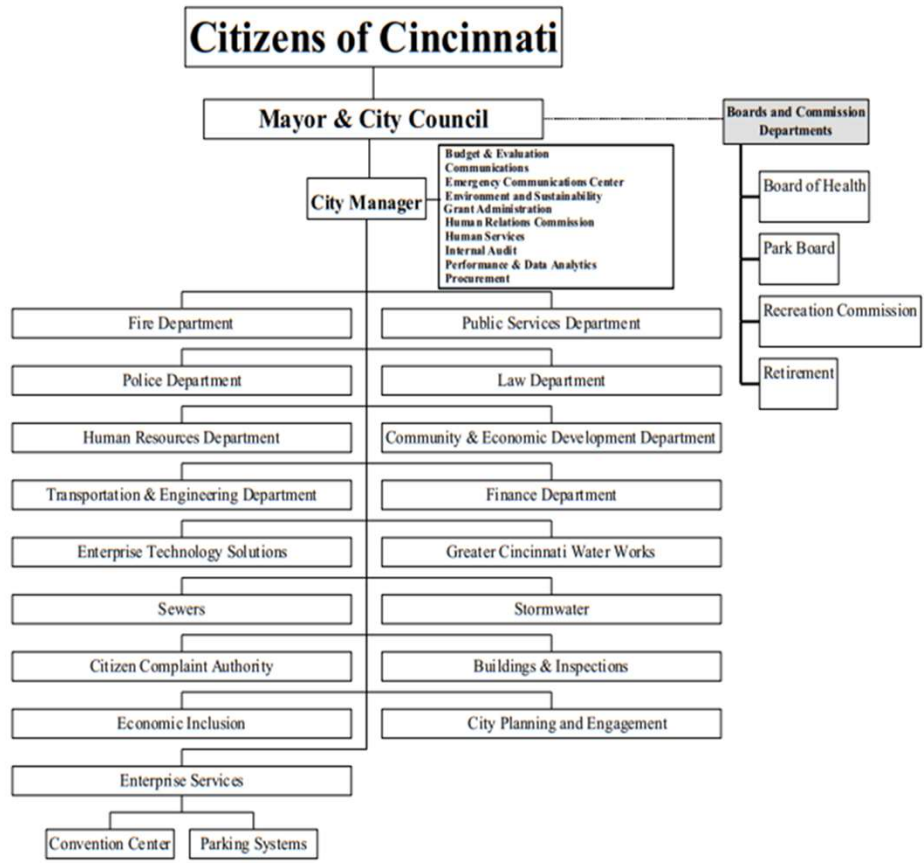 Citizens of Cincinnati
Mayor & City Council
Boards and Commission
Departments
City Manager
Budget & Evaluation
Communications
Emergency Communications Center
Environment and Sustainability
Grant Administration
Human Relations Commission
Human Services
Internal Audit
Performance & Data Analytics
Procurement
Board of Health
Park Board
Recreation Commission
Retirement
Fire Department
Public Services Department
Police Department
Law Department
Human Resources Department
Community & Economic Development Department
Transportation & Engineering Department
Finance Department
Enterprise Technology Solutions
Greater Cincinnati Water Works
Sewers
Stormwater
Citizen Complaint Authority
Buildings & Inspections
Economic Inclusion
City Planning and Engagement
Enterprise Services
Convention Center
Parking Systems